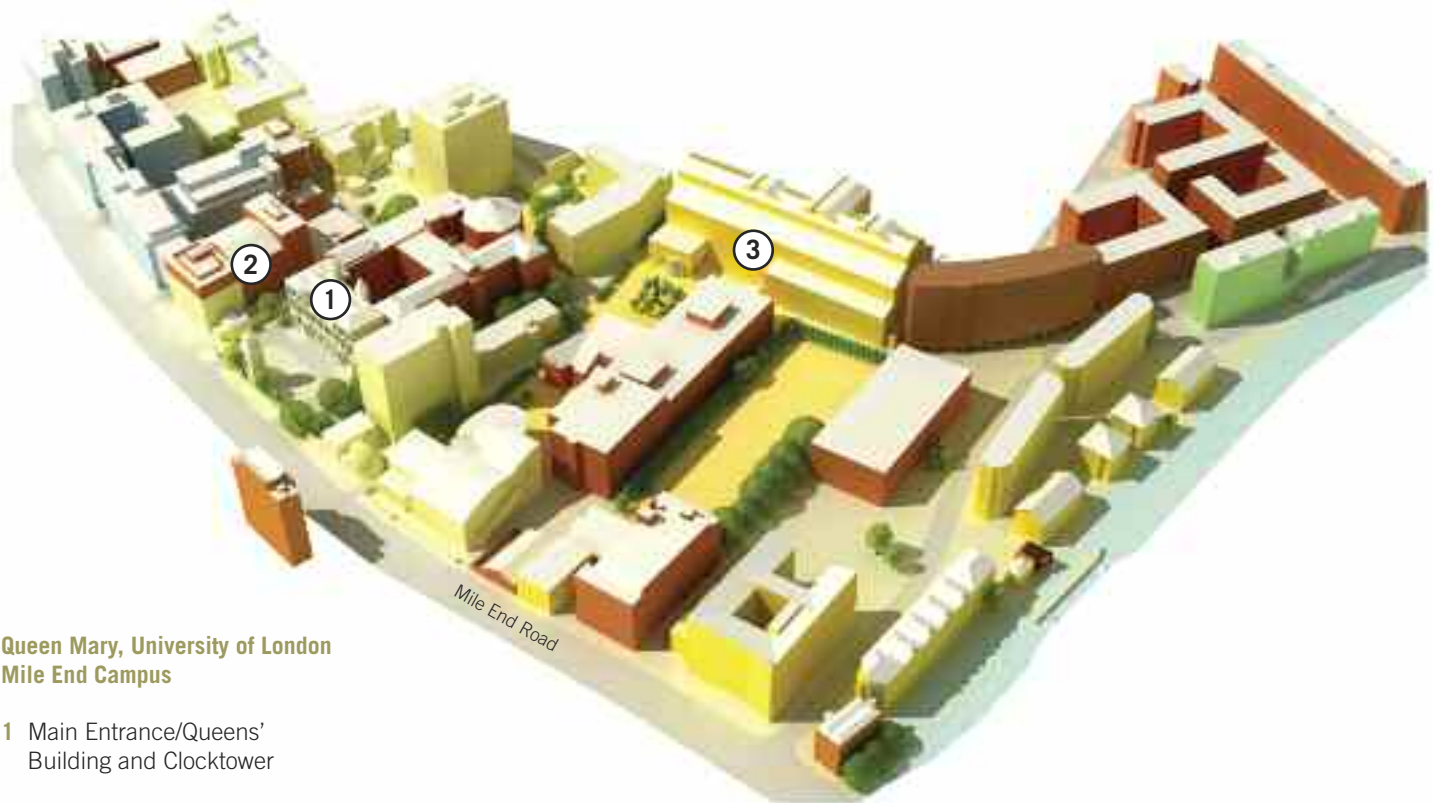 2
3
1
Mile End Road
Queen Mary, University of London
Mile End Campus
1 Main Entrance/Queens’
Building and Clocktower